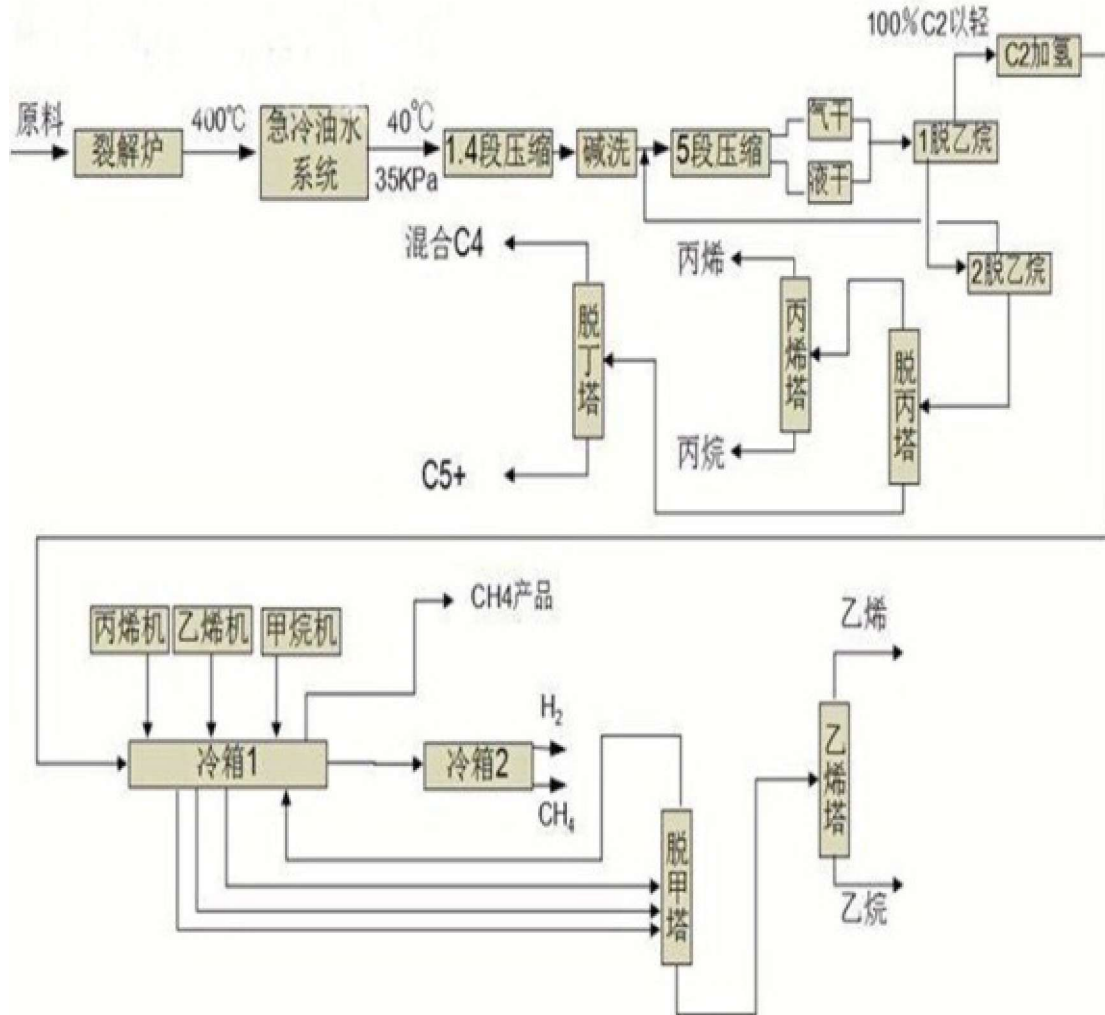 100%C2以轻
C2加氢
原料
裂解炉
400℃
急冷油水
系统
40℃
35KPa
1.4段压缩
碱洗
5段压缩
气干
液干
1脱乙烷
2脱乙烷
混合C4
脱丁塔
C5+
丙烯
丙烯塔
丙烷
脱丙塔
丙烯机
乙烯机
甲烷机
CH4产品
冷箱1
冷箱2
H₂
CH₄
脱甲塔
乙烯
乙烯塔
乙烷